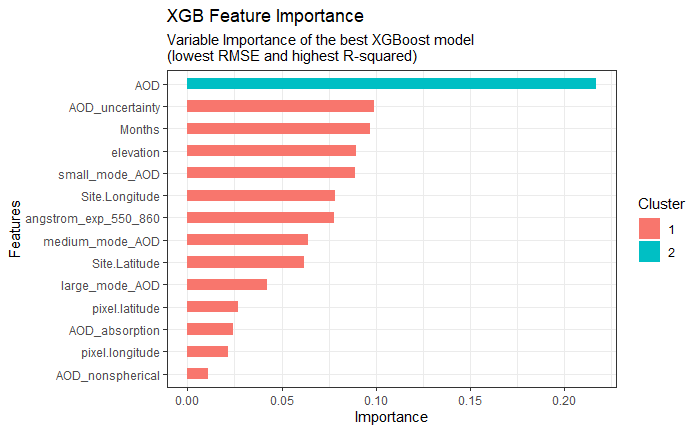 XGB Feature Importance
Variable Importance of the best XGBoost model
(lowest RMSE and highest R-squared)
Features
AOD
AOD_uncertainty
Months
elevation
small_mode_AOD
Site.Longitude
angstrom_exp_550_860
medium_mode_AOD
Site.Latitude
large_mode_AOD
pixel.latitude
AOD_absorption
pixel.longitude
AOD_nonspherical
0.00 0.05 0.10 0.15 0.20
Importance
Cluster
1
2